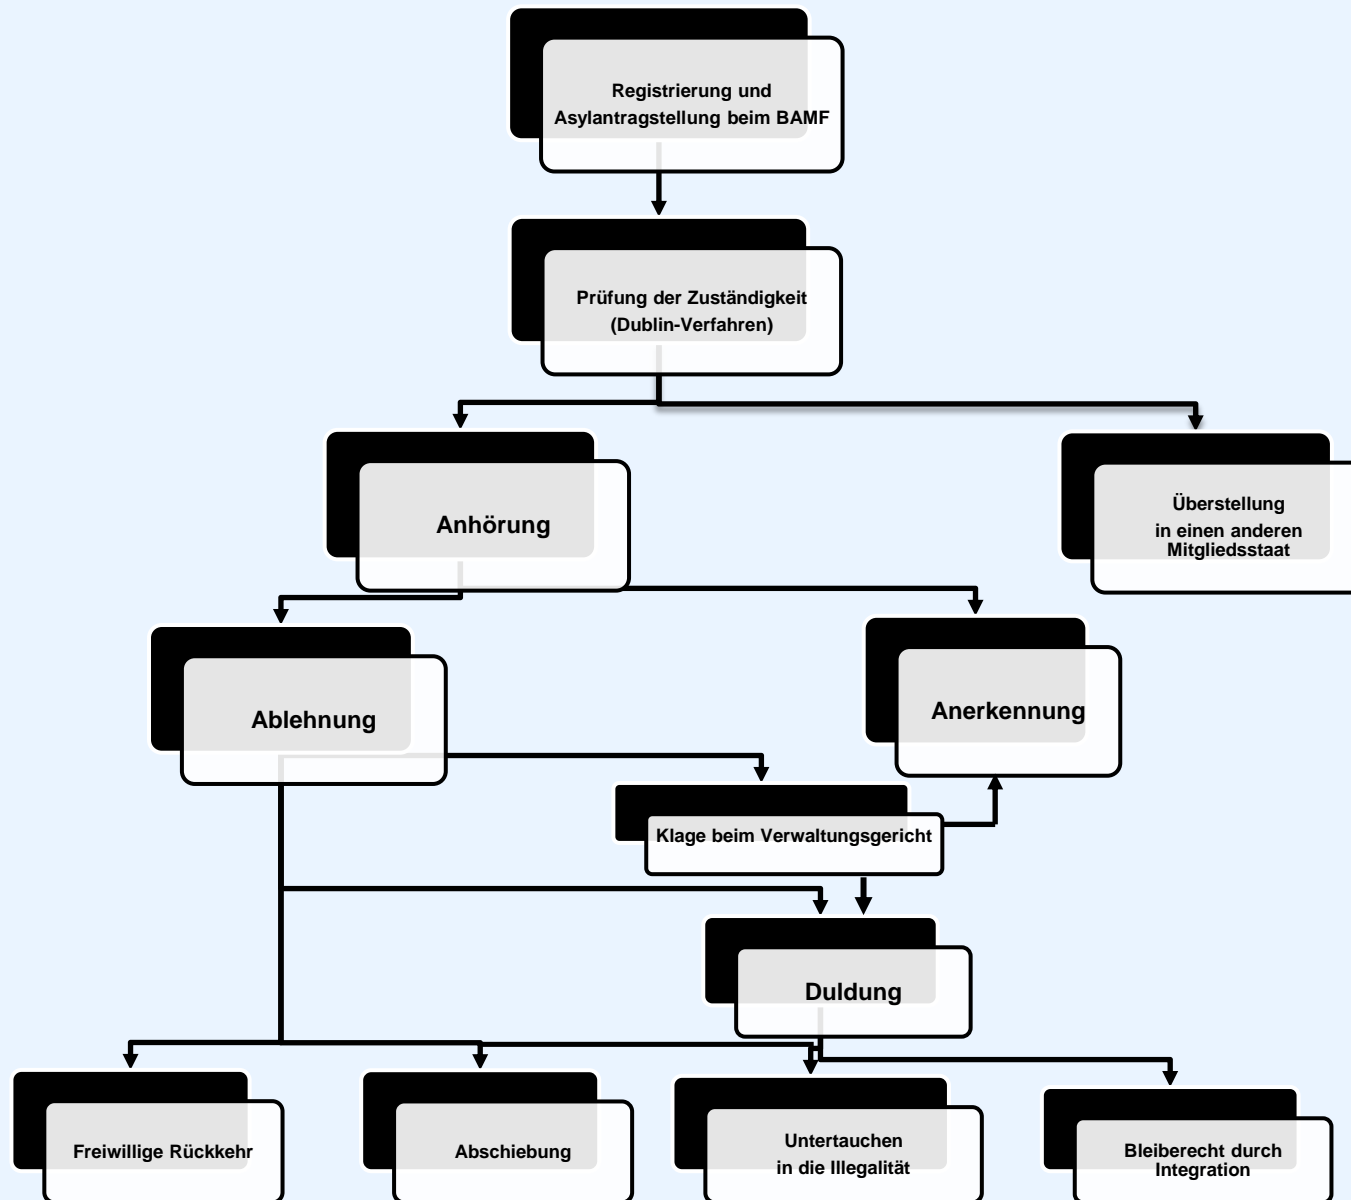 Registrierung und
Asylantragstellung beim BAMF
Prüfung der Zuständigkeit
(Dublin-Verfahren)
Anhörung
Überstellung
in einen anderen
Mitgliedsstaat
Ablehnung
Anerkennung
Klage beim Verwaltungsgericht
Duldung
Freiwillige Rückkehr
Abschiebung
Untertauchen
in die Illegalität
Bleiberecht durch
Integration